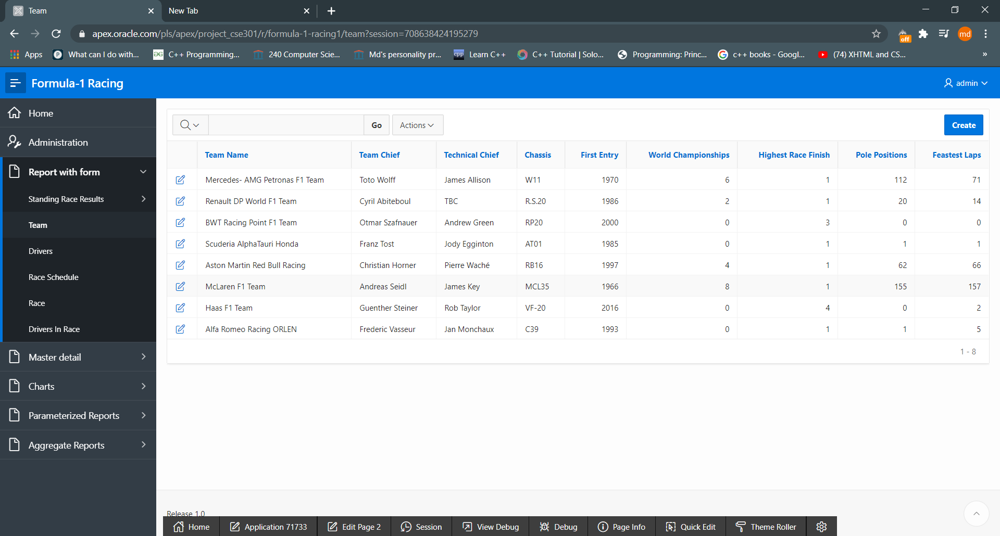 Team
New Tab
apex.oracle.com/pls/apex/project_cse301/r/formula-1-racing1/team?session=708638424195279
off
md
Apps
What can I do with...
C++ Programming...
240 Computer Scie...
Md's personality pr...
cpp
Learn C++
C++ Tutorial | Solo...
Programming: Princ...
c++ books - Googl...
(74) XHTML and CS...
»
Formula-1 Racing
admin
Home
Administration
Report with form
Standing Race Results
Team
Drivers
Race Schedule
Race
Drivers In Race
Master detail
Charts
Parameterized Reports
Aggregate Reports
Go
Actions
Create
Team Name Team Chief Technical Chief Chassis First Entry World Championships Highest Race Finish Pole Positions Feastest Laps
Mercedes- AMG Petronas F1 Team Toto Wolff James Allison W11 1970 6 1 112 71
Renault DP World F1 Team Cyril Abiteboul TBC R.S.20 1986 2 1 20 14
BWT Racing Point F1 Team Otmar Szafnauer Andrew Green RP20 2000 0 3 0 0
Scuderia AlphaTauri Honda Franz Tost Jody Egginton AT01 1985 0 1 1 1
Aston Martin Red Bull Racing Christian Horner Pierre Waché RB16 1997 4 1 62 66
McLaren F1 Team Andreas Seidl James Key MCL35 1966 8 1 155 157
Haas F1 Team Guenther Steiner Rob Taylor VF-20 2016 0 4 0 2
Alfa Romeo Racing ORLEN Frederic Vasseur Jan Monchaux C39 1993 0 1 1 5
1 - 8
Release 1.0
Home
Application 71733
Edit Page 2
Session
View Debug
Debug
Page Info
Quick Edit
Theme Roller